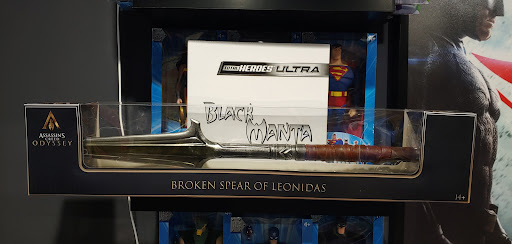 TOTAL HEROES ULTRA
BLACK
MANTA
ASSASSIN'S
CREED
ODYSSEY
BROKEN SPEAR OF LEONIDAS
14+